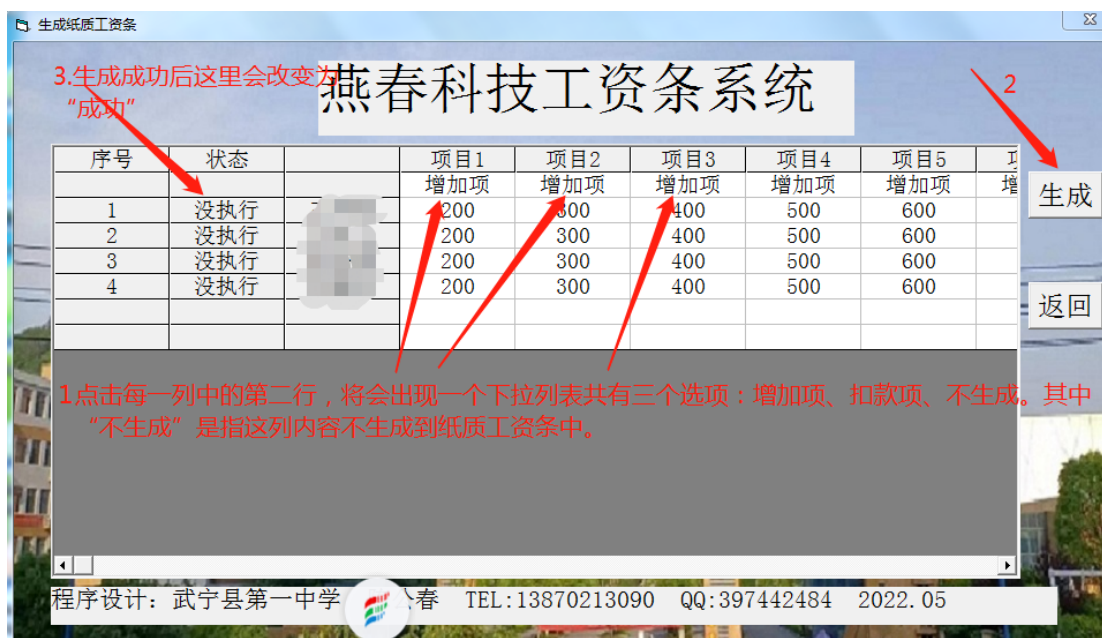 生成纸质工资条
3.生成成功后这里会改变为
“成功”
燕春科技工资条系统
2
序号 状态 项目1 项目2 项目3 项目4 项目5
增加项 增加项 增加项 增加项 增加项 增
生成
1 没执行 200 300 400 500 600
2 没执行 200 300 400 500 600
3 没执行 200 300 400 500 600
4 没执行 200 300 400 500 600
返回
1点击每一列中的第二行，将会出现一个下拉列表共有三个选项：增加项、扣款项、不生成。其中
“不生成”是指这列内容不生成到纸质工资条中。
程序设计：武宁县第一中学 春 TEL:13870213090 QQ:397442484 2022.05